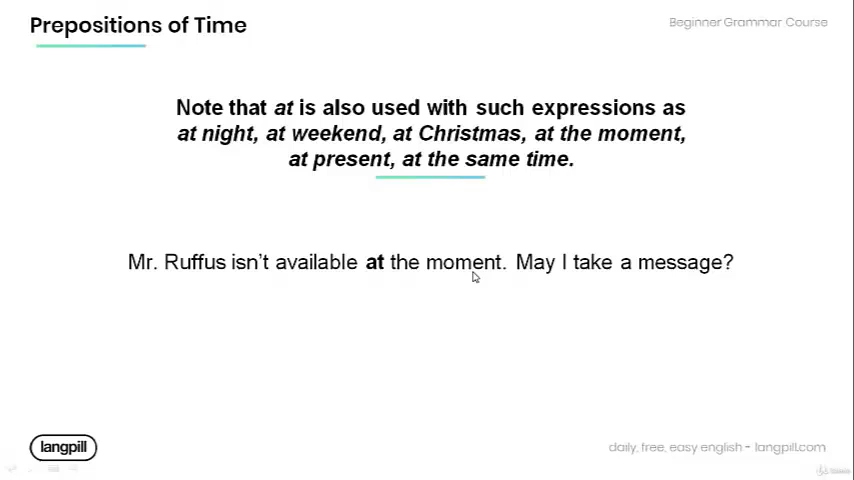 Prepositions of Time
Beginner Grammar Course
Note that at is also used with such expressions as
at night, at weekend, at Christmas, at the moment,
at present, at the same time.
Mr. Ruffus isn't available at the moment. May I take a message?
langpill
daily, free, easy english - langpill.com